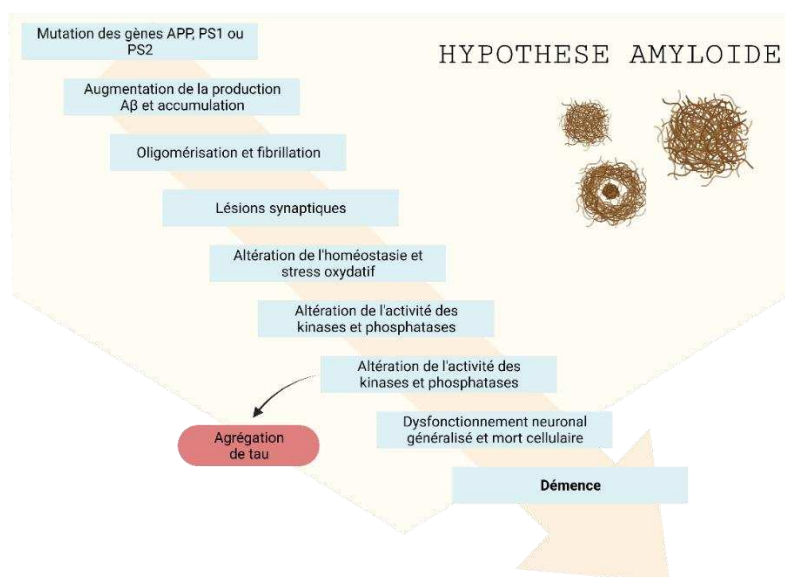 Mutation des gènes APP, PS1 ou
PS2
HYPOTHESE AMYLOIDE
Augmentation de la production
Aβ et accumulation
Oligomérisation et fibrillation
Lésions synaptiques
Altération de l'homéostasie et
stress oxydatif
Altération de l'activité des
kinases et phosphatases
Altération de l'activité des
kinases et phosphatases
Agrégation
de tau
Dysfonctionnement neuronal
généralisé et mort cellulaire
Démence